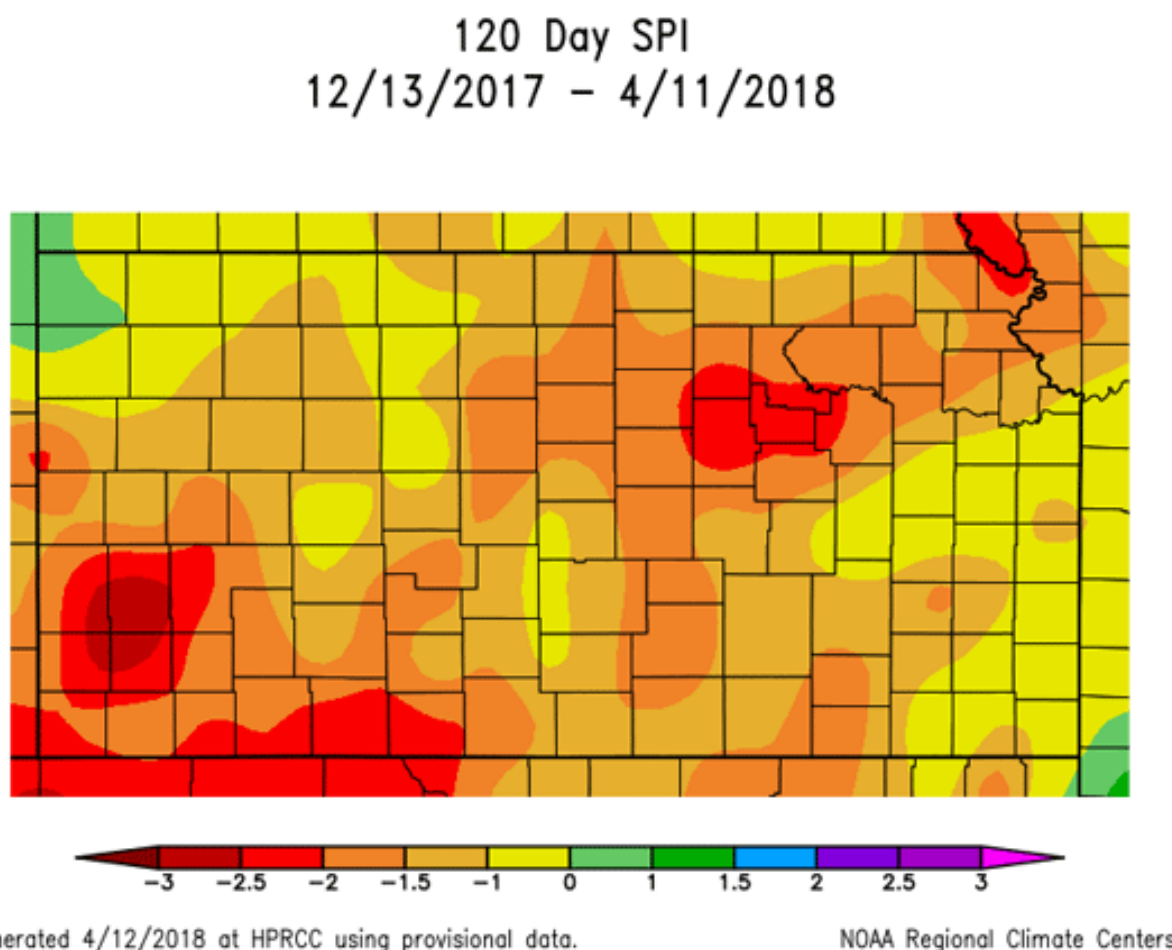 120 Day SPI
12/13/2017 – 4/11/2018
−3 −2.5 −2 −1.5 −1 0 1 1.5 2 2.5 3
4/12/2018 at HPRCC using provisional data.
NOAA Regional Climate Centers